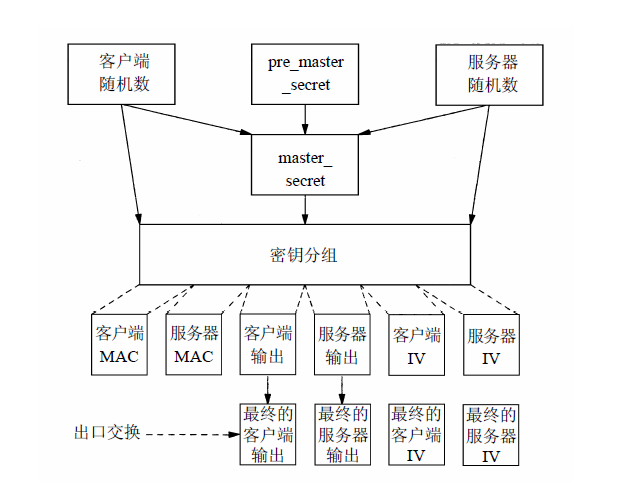 客户端
随机数
pre_master
_secret
服务器
随机数
master_
secret
密钥分组
客户端
MAC
服务器
MAC
客户端
输出
服务器
输出
客户端
IV
服务器
IV
出口交换
最终的
客户端
输出
最终的
服务器
输出
最终的
客户端
IV
最终的
服务器
IV